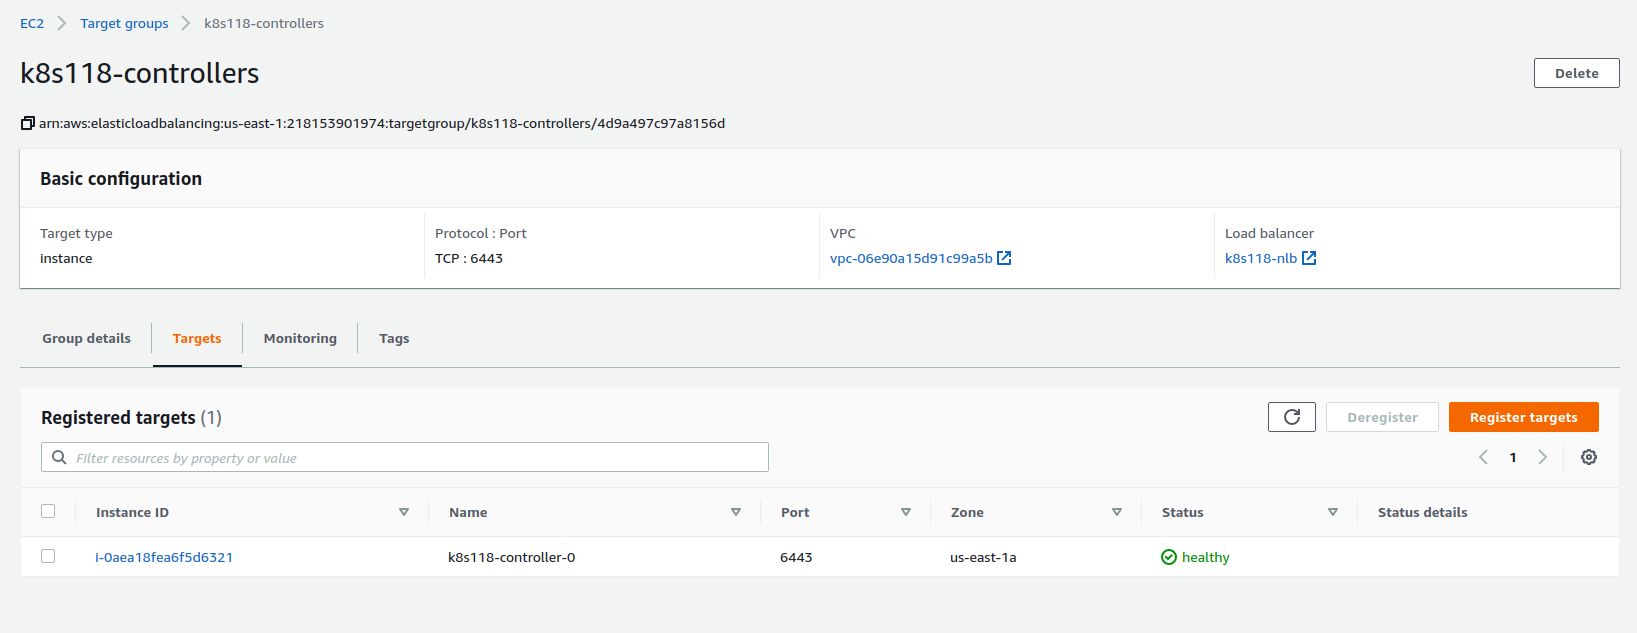 EC2 Target groups k8s118-controllers
k8s118-controllers
Delete
arn:aws:elasticloadbalancing:us-east-1:218153901974:targetgroup/k8s118-controllers/4d9a497c97a8156d
Basic configuration
Target type Protocol : Port VPC Load balancer
instance TCP : 6443 vpc-06e90a15d91c99a5b k8s118-nlb
Group details Targets Monitoring Tags
Registered targets (1) Deregister Register targets
Filter resources by property or value 1
Instance ID Name Port Zone Status Status details
i-0aea18fea6f5d6321 k8s118-controller-0 6443 us-east-1a healthy